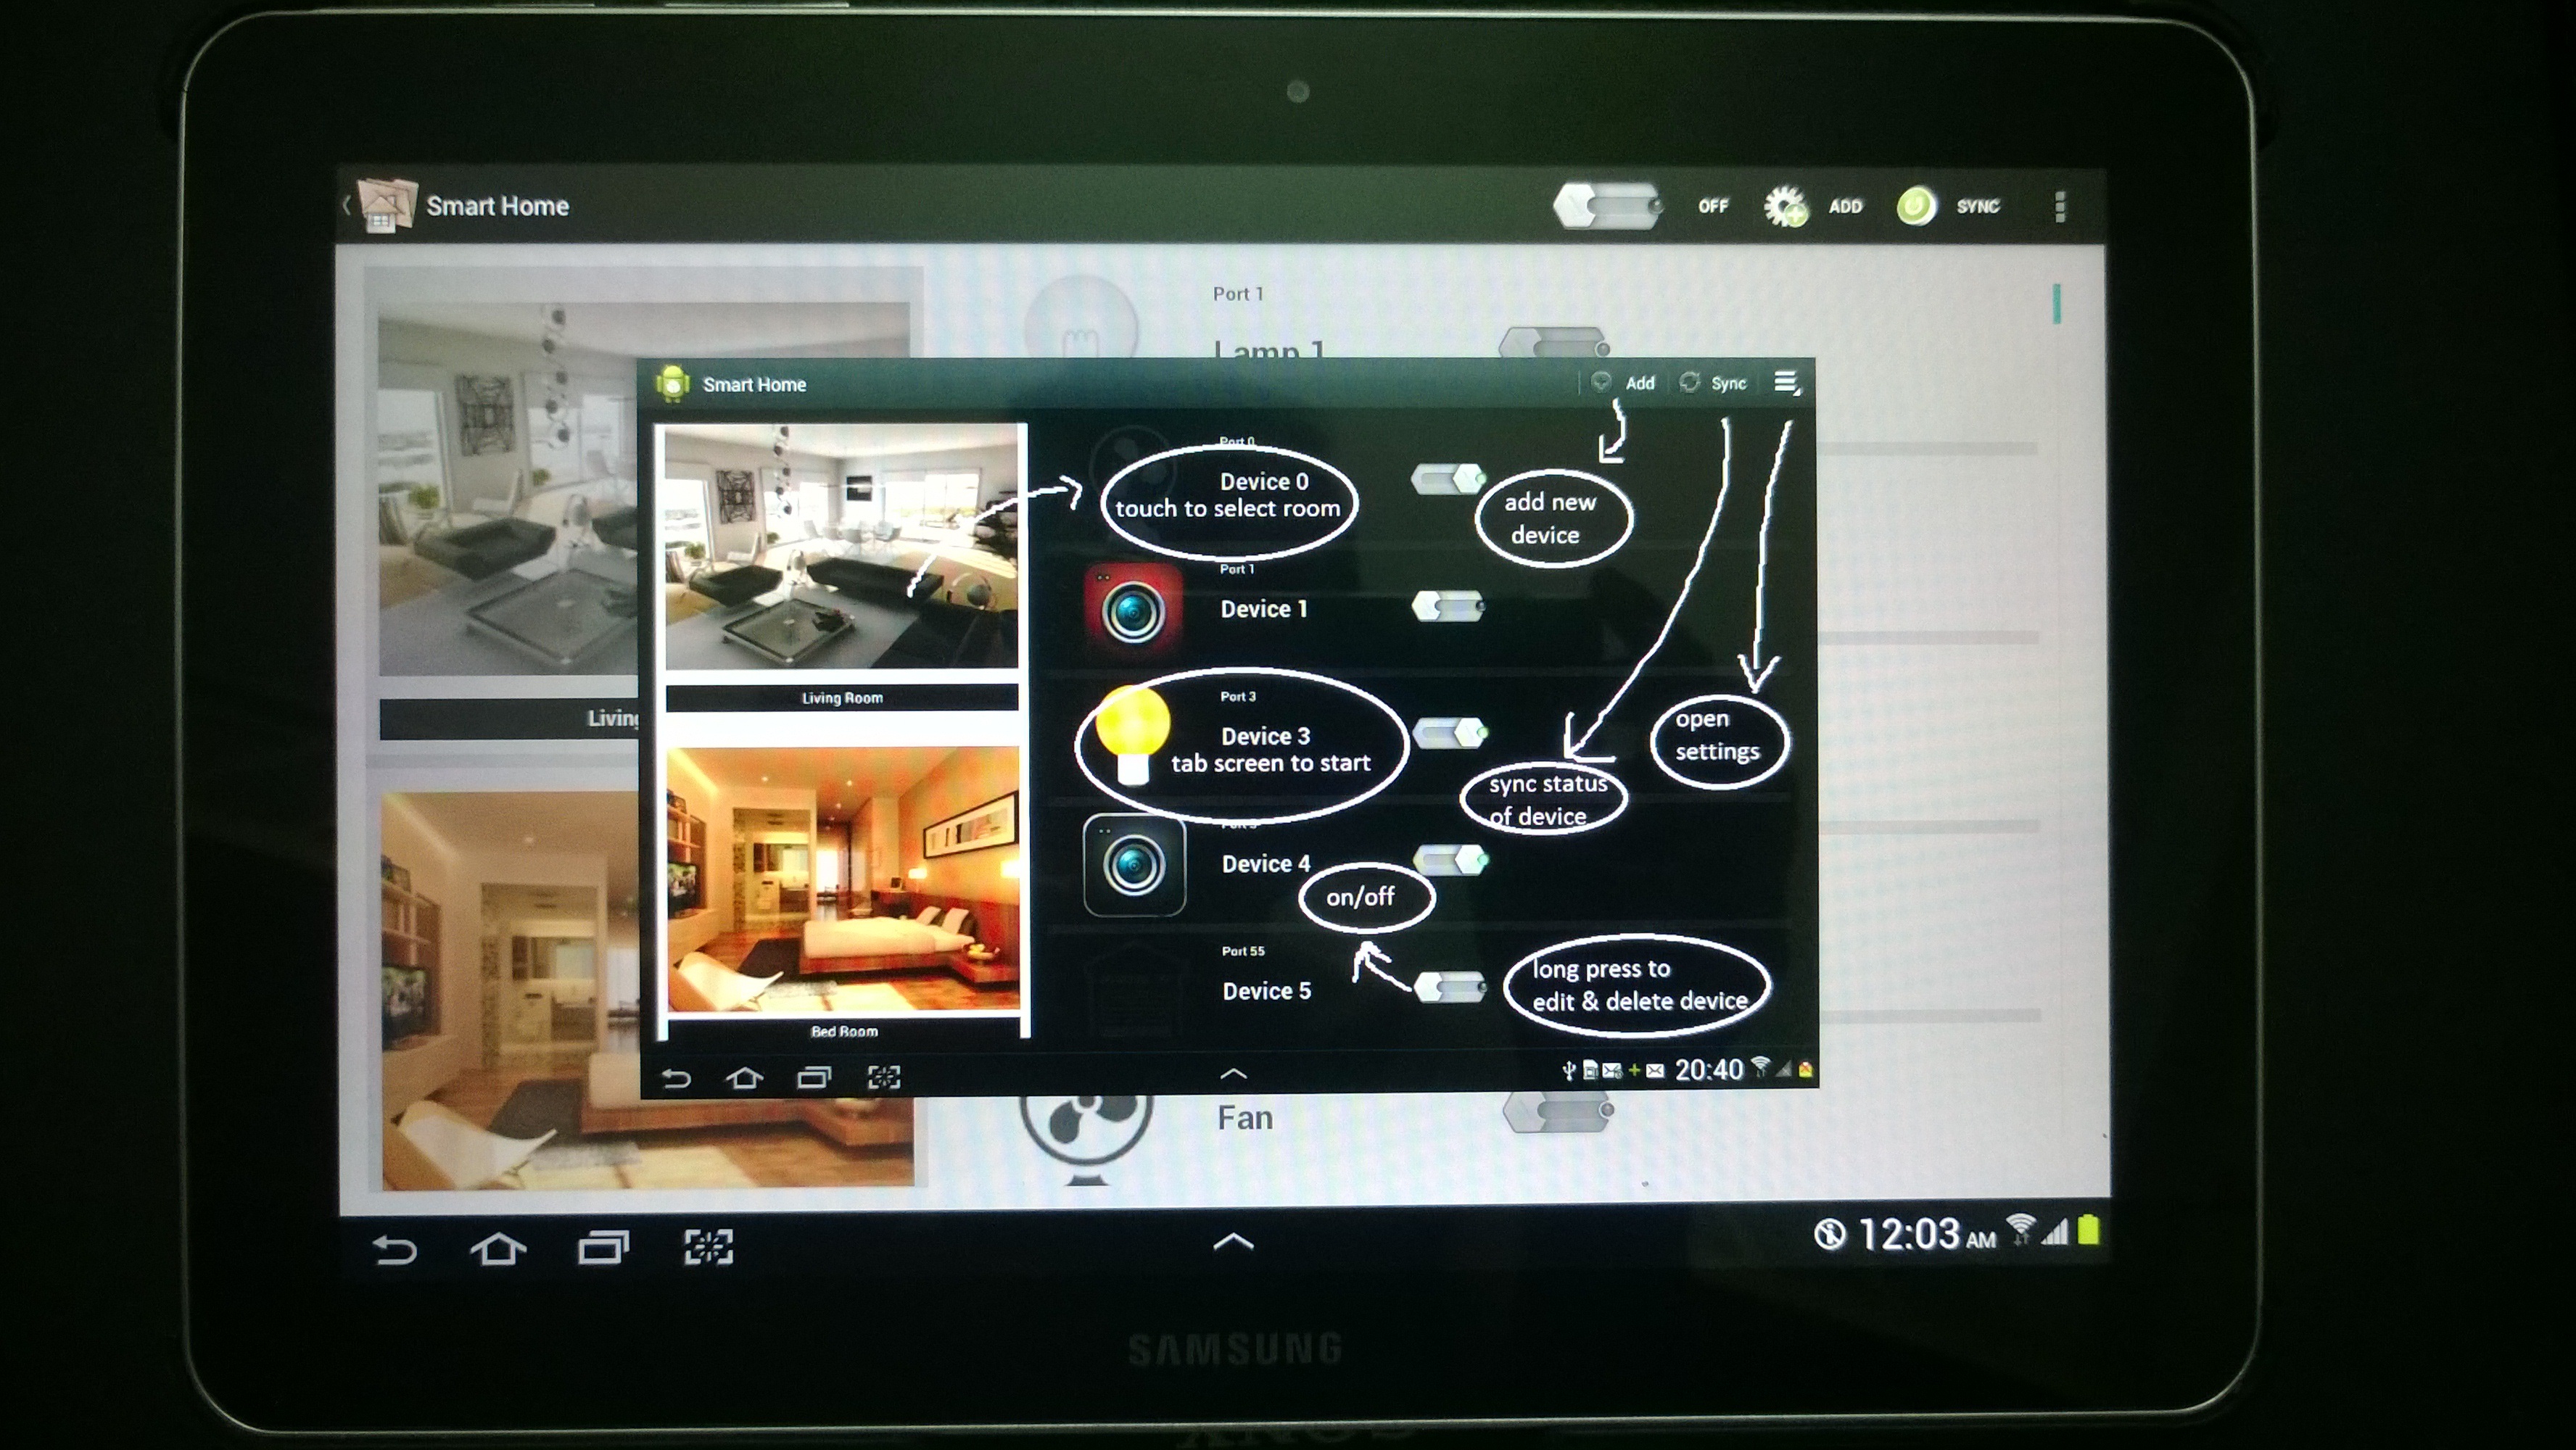 Smart Home
OFF
ADD
SYNC
Port 1
Lamp 1
Smart Home
Add
Sync
Port 0
Device 0
touch to select room
add new
device
Port 1
Device 1
Living Room
Port 3
Device 3
tab screen to start
open
settings
sync status
of device
Device 4
on/off
Port 55
Device 5
long press to
edit & delete device
Bed Room
20:40
Fan
12:03 AM
SAMSUNG